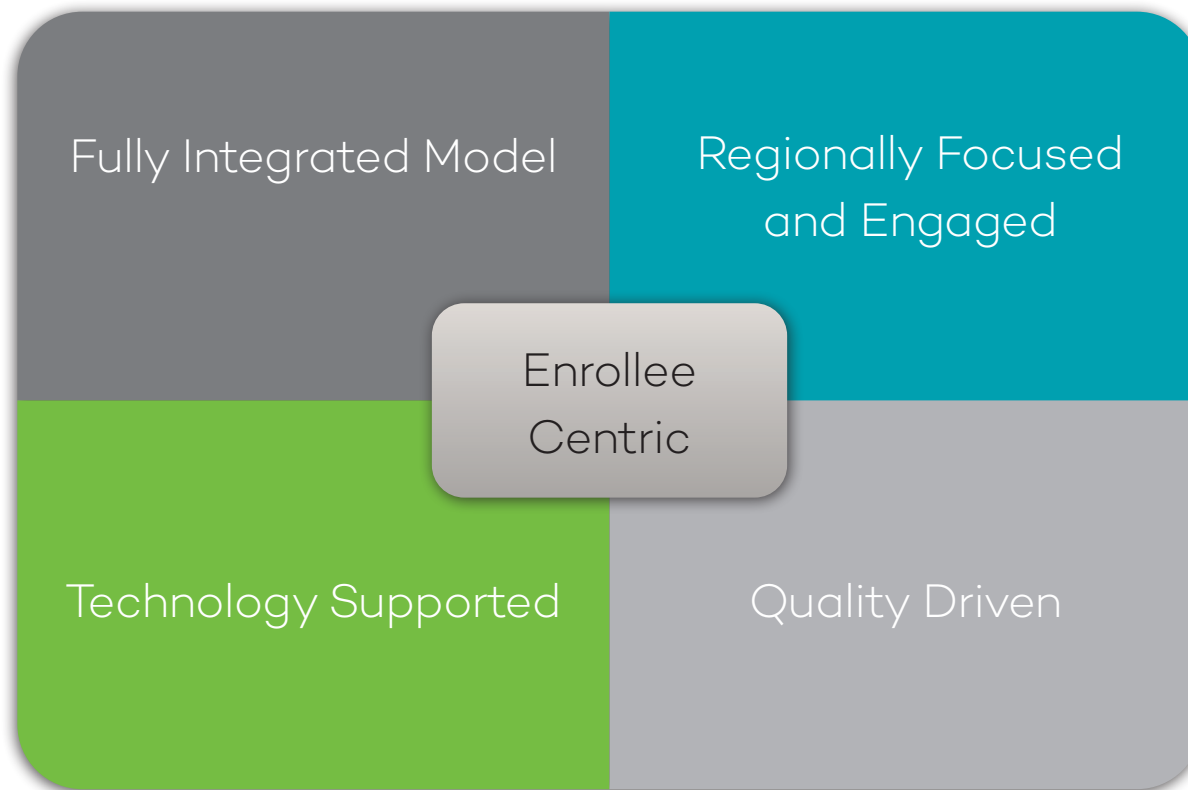 Fully Integrated Model
Regionally Focused
and Engaged
Enrollee
Centric
Technology Supported
Quality Driven